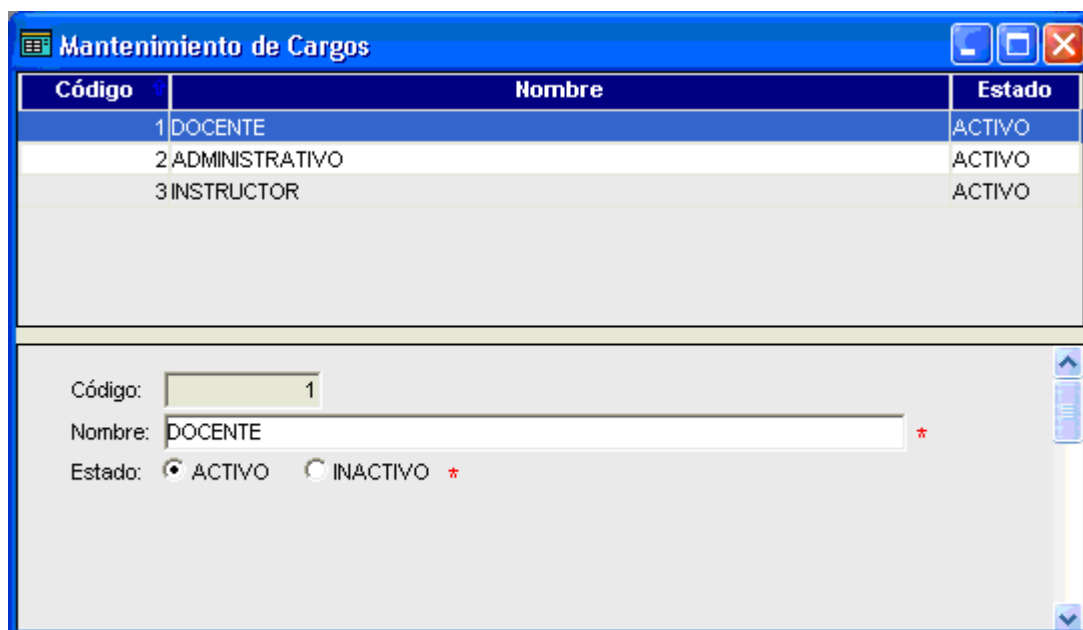 Mantenimiento de Cargos
Código Nombre Estado
1 DOCENTE ACTIVO
2 ADMINISTRATIVO ACTIVO
3 INSTRUCTOR ACTIVO
Código: 1
Nombre: DOCENTE *
Estado: ACTIVO INACTIVO *